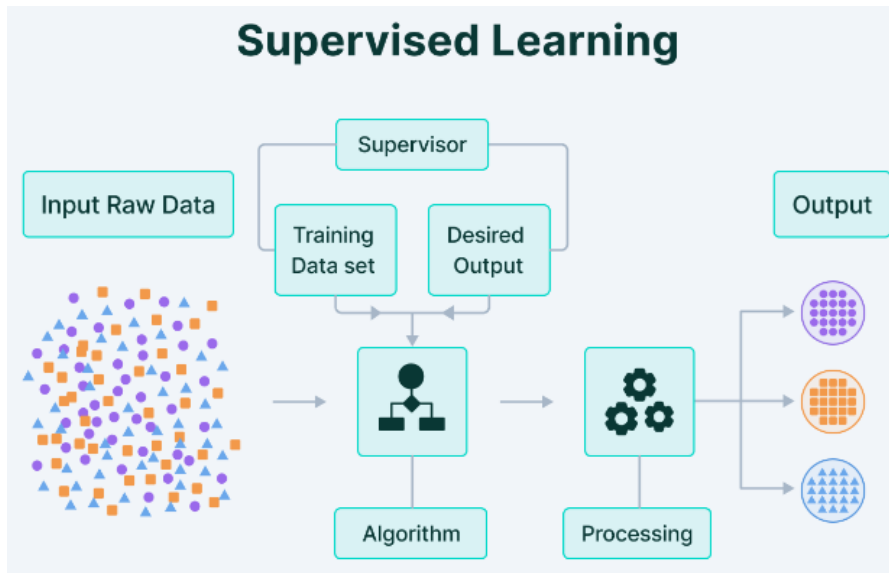 Supervised Learning
Supervisor
Input Raw Data
Training
Data set
Desired
Output
Output
Algorithm
Processing